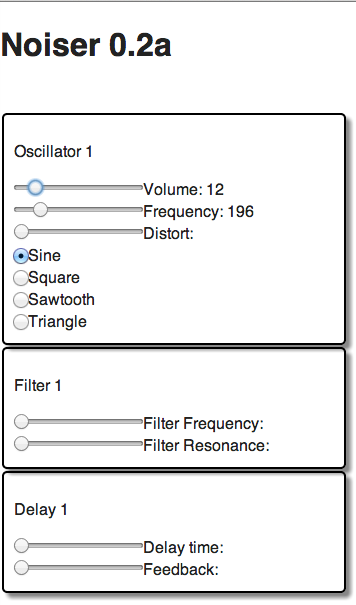 Noiser 0.2a
Oscillator 1
Volume: 12
Frequency: 196
Distort:
Sine
Square
Sawtooth
Triangle
Filter 1
Filter Frequency:
Filter Resonance:
Delay 1
Delay time:
Feedback: